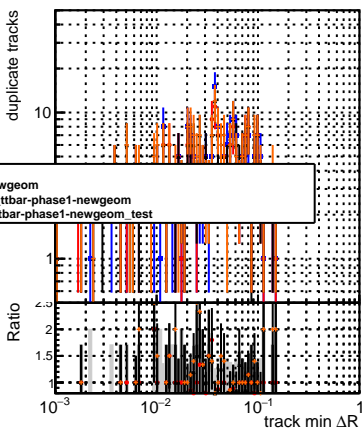 duplicate tracks
10
wgeom
ttbar-phase1-newgeom
ttbar-phase1-newgeom_test
1
Ratio
2.5
2
1.5
1
10⁻³
10⁻²
10⁻¹
1
track min ΔR